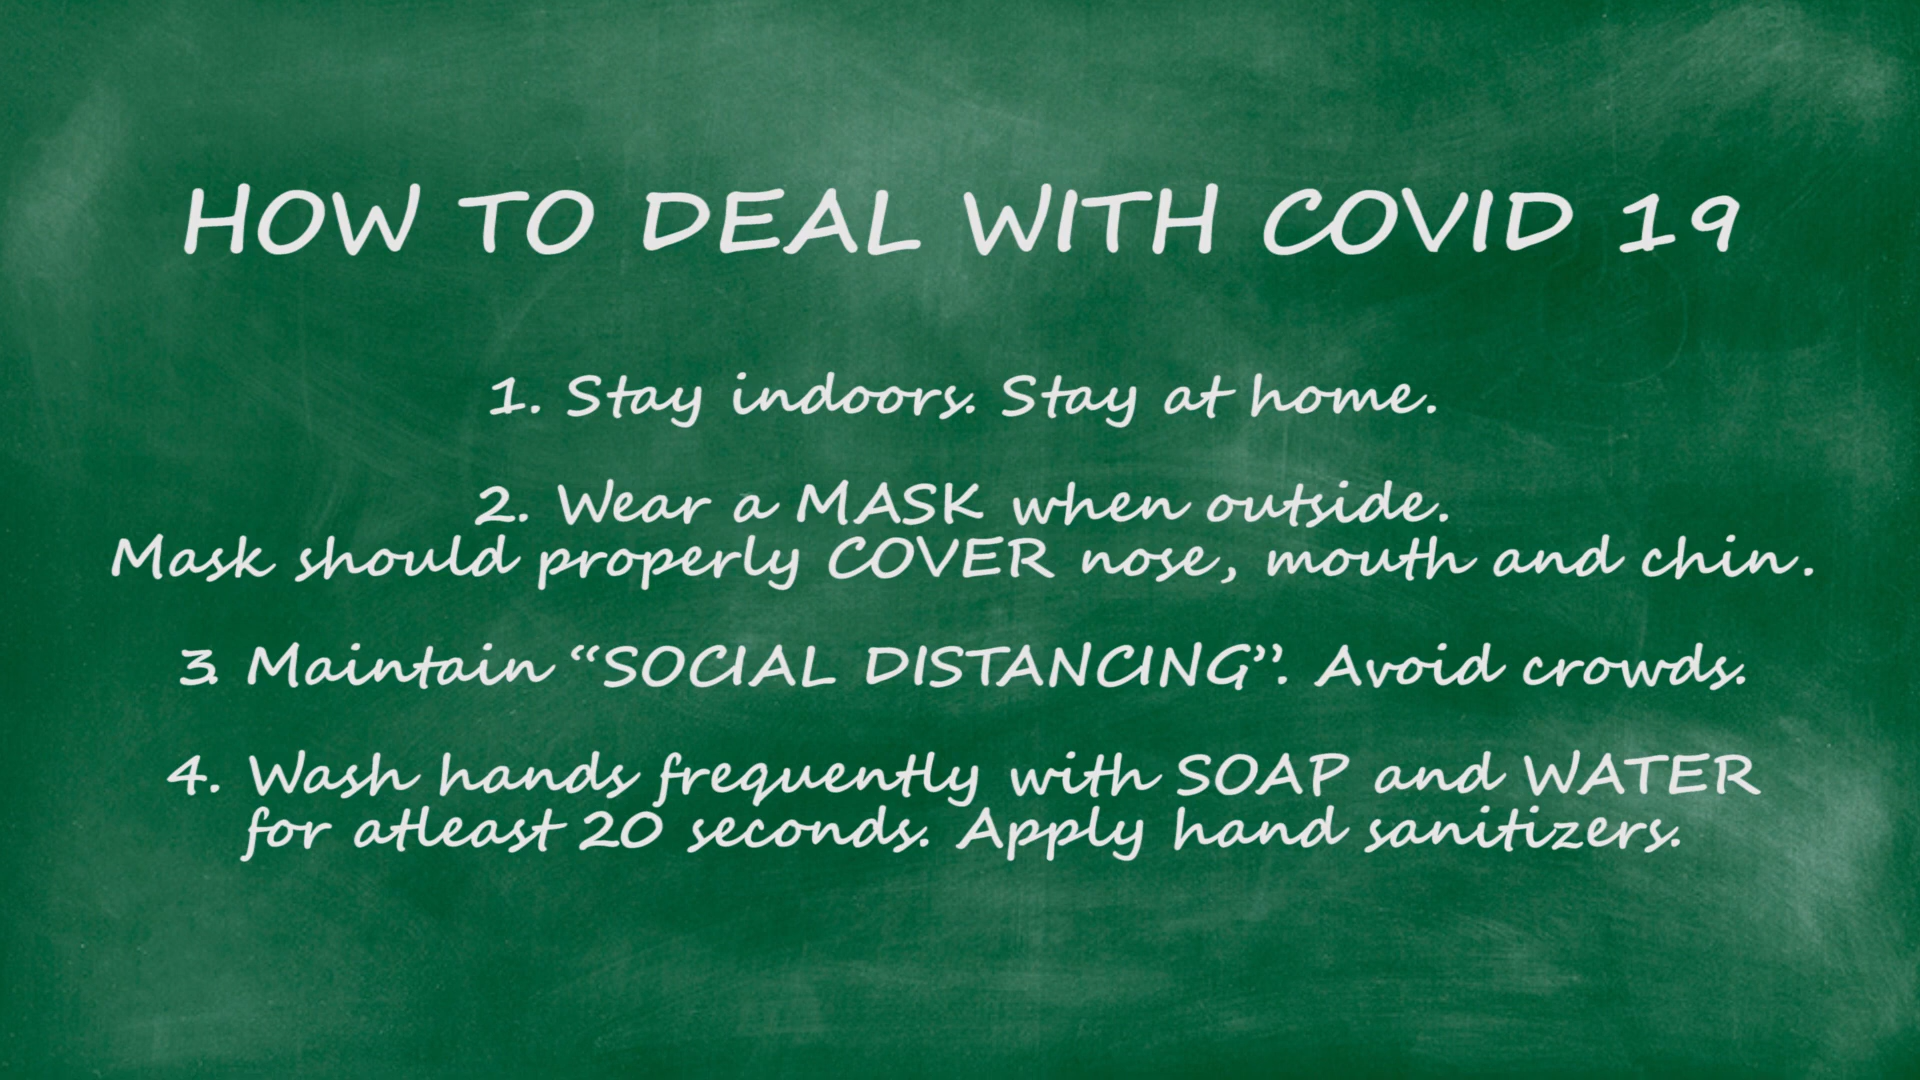 HOW TO DEAL WITH COVID 19
1. Stay indoors. Stay at home.
2. Wear a MASK when outside.
Mask should properly COVER nose, mouth and chin.
3. Maintain “SOCIAL DISTANCING”. Avoid crowds.
4. Wash hands frequently with SOAP and WATER
for atleast 20 seconds. Apply hand sanitizers.